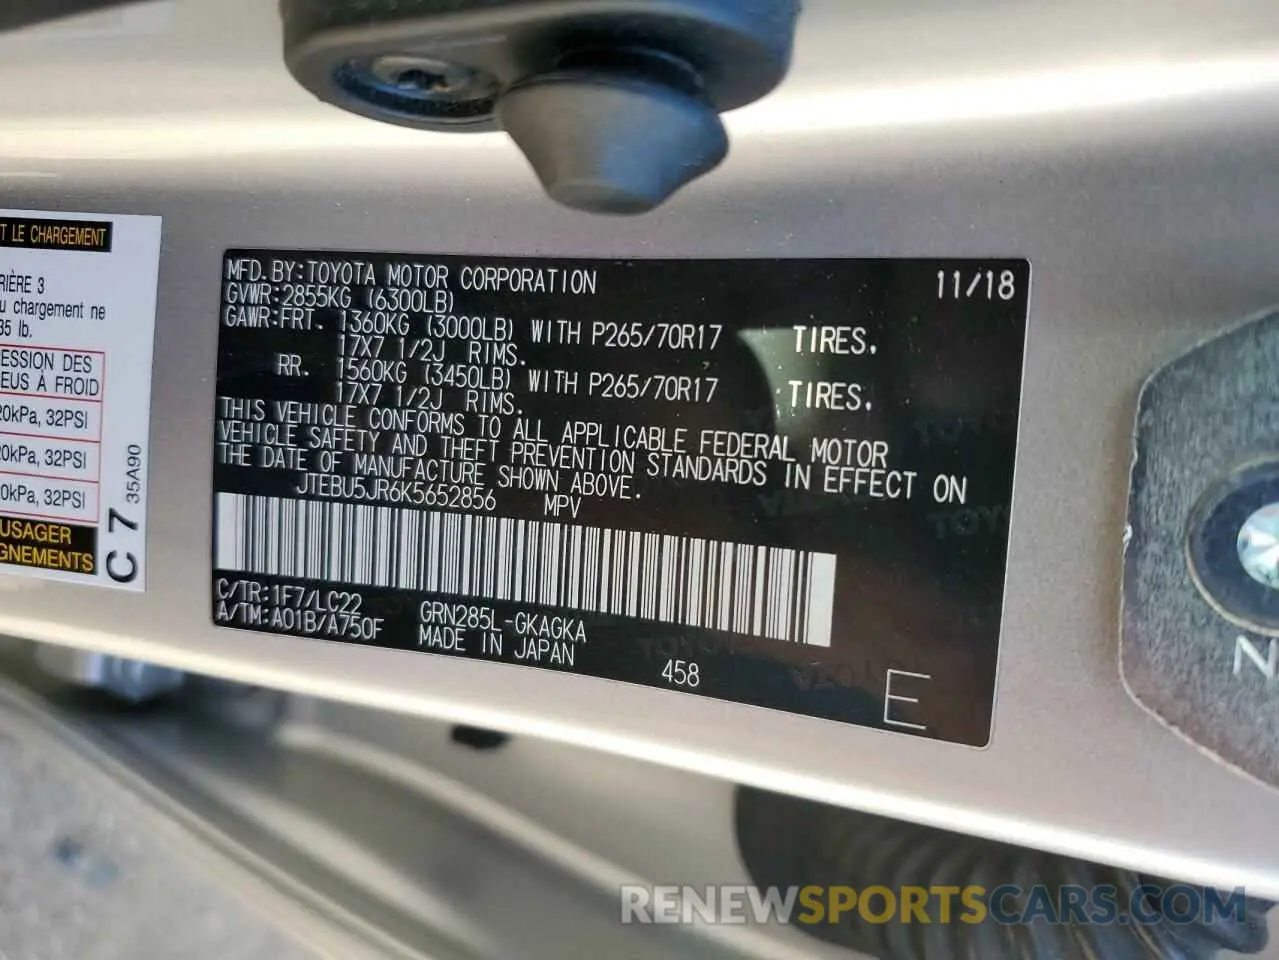 T LE CHARGEMENT
RIÈRE 3
u chargement ne
35 lb.
ESSION DES
EUS À FROID
20kPa, 32PSI
20kPa, 32PSI
20kPa, 32PSI
USAGER
GNEMENTS
C 7 35A90
MFD.BY:TOYOTA MOTOR CORPORATION 11/18
GVWR:2855KG (6300LB)
GAWR:FRT. 1360KG (3000LB) WITH P265/70R17 TIRES.
17X7 1/2J RIMS.
RR. 1560KG (3450LB) WITH P265/70R17 TIRES.
17X7 1/2J RIMS.
THIS VEHICLE CONFORMS TO ALL APPLICABLE FEDERAL MOTOR
VEHICLE SAFETY AND THEFT PREVENTION STANDARDS IN EFFECT ON
THE DATE OF MANUFACTURE SHOWN ABOVE.
JTEBU5JR6K5652856 MPV
C/TR:1F7/LC22 GRN285L-GKAGKA
A/TM:A01B/A750F MADE IN JAPAN
458
E
N
RENEWSPORTSCARS.COM